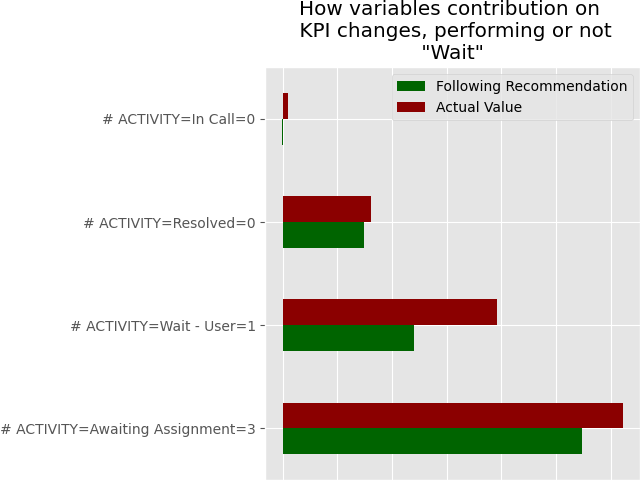 How variables contribution on
KPI changes, performing or not
"Wait"
Following Recommendation
Actual Value
# ACTIVITY=In Call=0
# ACTIVITY=Resolved=0
# ACTIVITY=Wait - User=1
# ACTIVITY=Awaiting Assignment=3